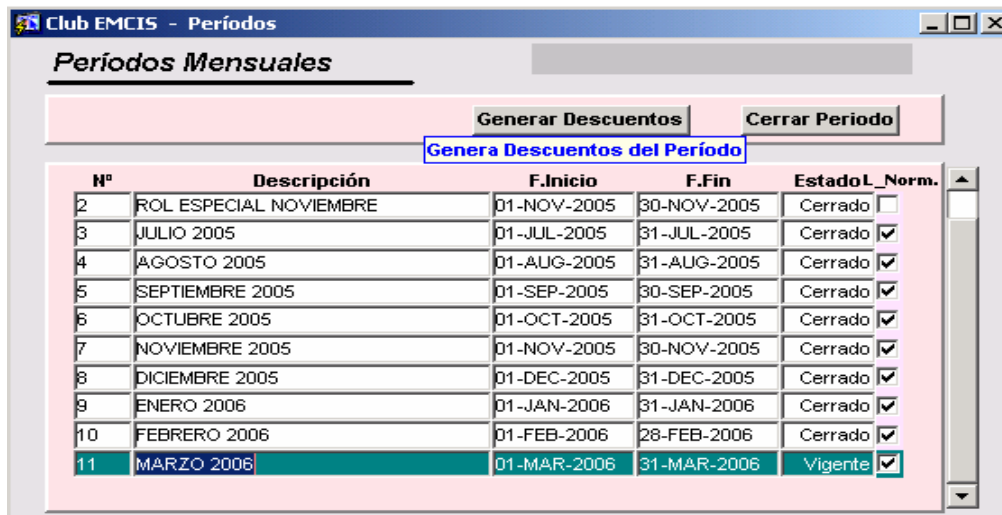 Club EMCIS - Períodos
Períodos Mensuales
Generar Descuentos Cerrar Periodo
Genera Descuentos del Período
Nº Descripción F.Inicio F.Fin Estado L_Norm.
2 ROL ESPECIAL NOVIEMBRE 01-NOV-2005 30-NOV-2005 Cerrado
3 JULIO 2005 01-JUL-2005 31-JUL-2005 Cerrado
4 AGOSTO 2005 01-AUG-2005 31-AUG-2005 Cerrado
5 SEPTIEMBRE 2005 01-SEP-2005 30-SEP-2005 Cerrado
6 OCTUBRE 2005 01-OCT-2005 31-OCT-2005 Cerrado
7 NOVIEMBRE 2005 01-NOV-2005 30-NOV-2005 Cerrado
8 DICIEMBRE 2005 01-DEC-2005 31-DEC-2005 Cerrado
9 ENERO 2006 01-JAN-2006 31-JAN-2006 Cerrado
10 FEBRERO 2006 01-FEB-2006 28-FEB-2006 Cerrado
11 MARZO 2006 01-MAR-2006 31-MAR-2006 Vigente